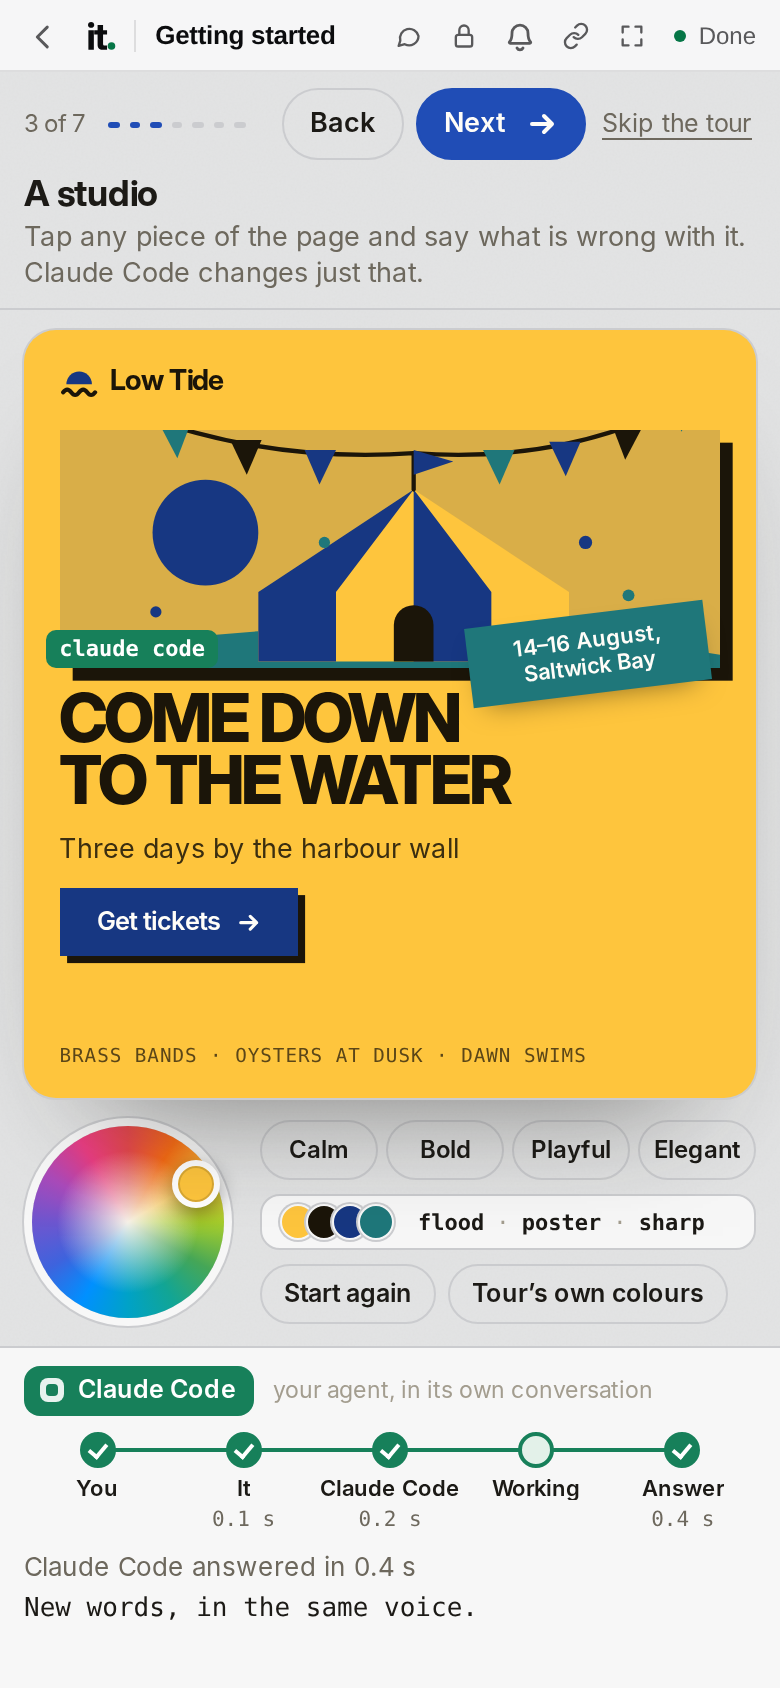 it. Getting started Done
3 of 7 Back Next Skip the tour
A studio
Tap any piece of the page and say what is wrong with it.
Claude Code changes just that.
Low Tide
14–16 August,
Saltwick Bay
claude code
COME DOWN
TO THE WATER
Three days by the harbour wall
Get tickets
BRASS BANDS · OYSTERS AT DUSK · DAWN SWIMS
Calm Bold Playful Elegant
flood · poster · sharp
Start again Tour’s own colours
Claude Code your agent, in its own conversation
You It Claude Code Working Answer
0.1 s 0.2 s 0.4 s
Claude Code answered in 0.4 s
New words, in the same voice.